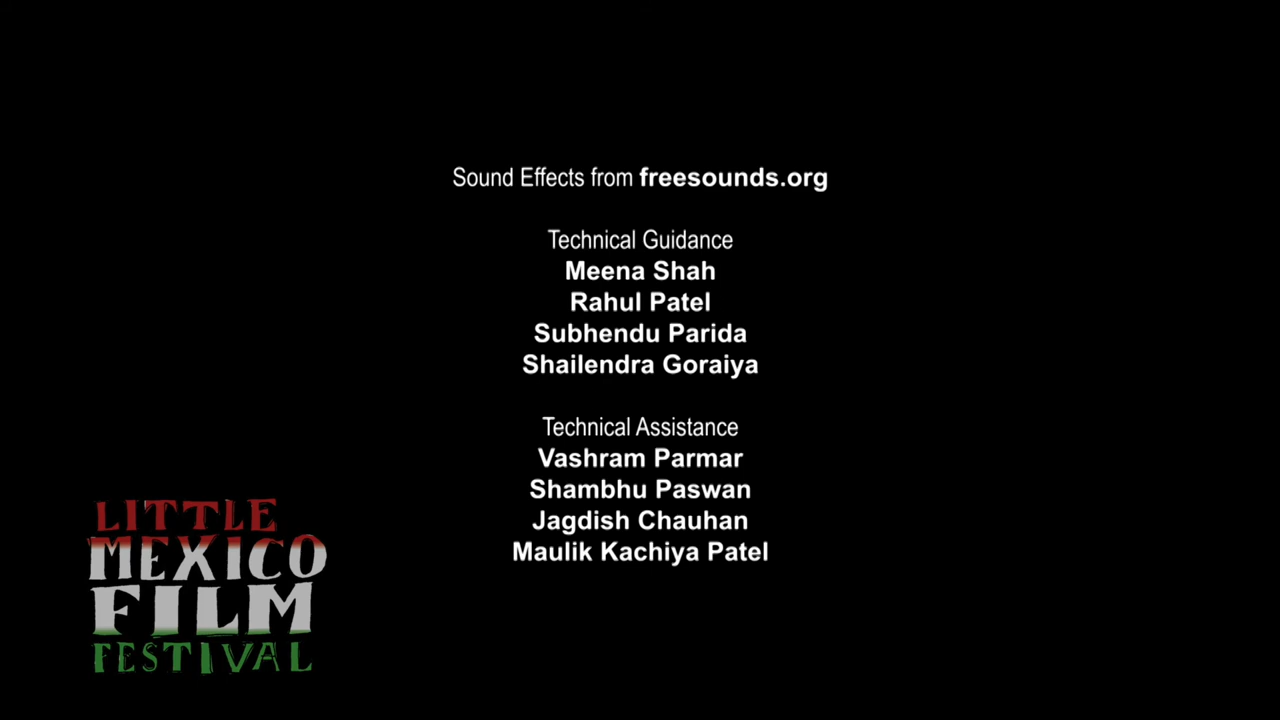 Sound Effects from freesounds.org
Technical Guidance
Meena Shah
Rahul Patel
Subhendu Parida
Shailendra Goraiya
Technical Assistance
Vashram Parmar
Shambhu Paswan
Jagdish Chauhan
Maulik Kachiya Patel
LITTLE
MEXICO
FILM
FESTIVAL